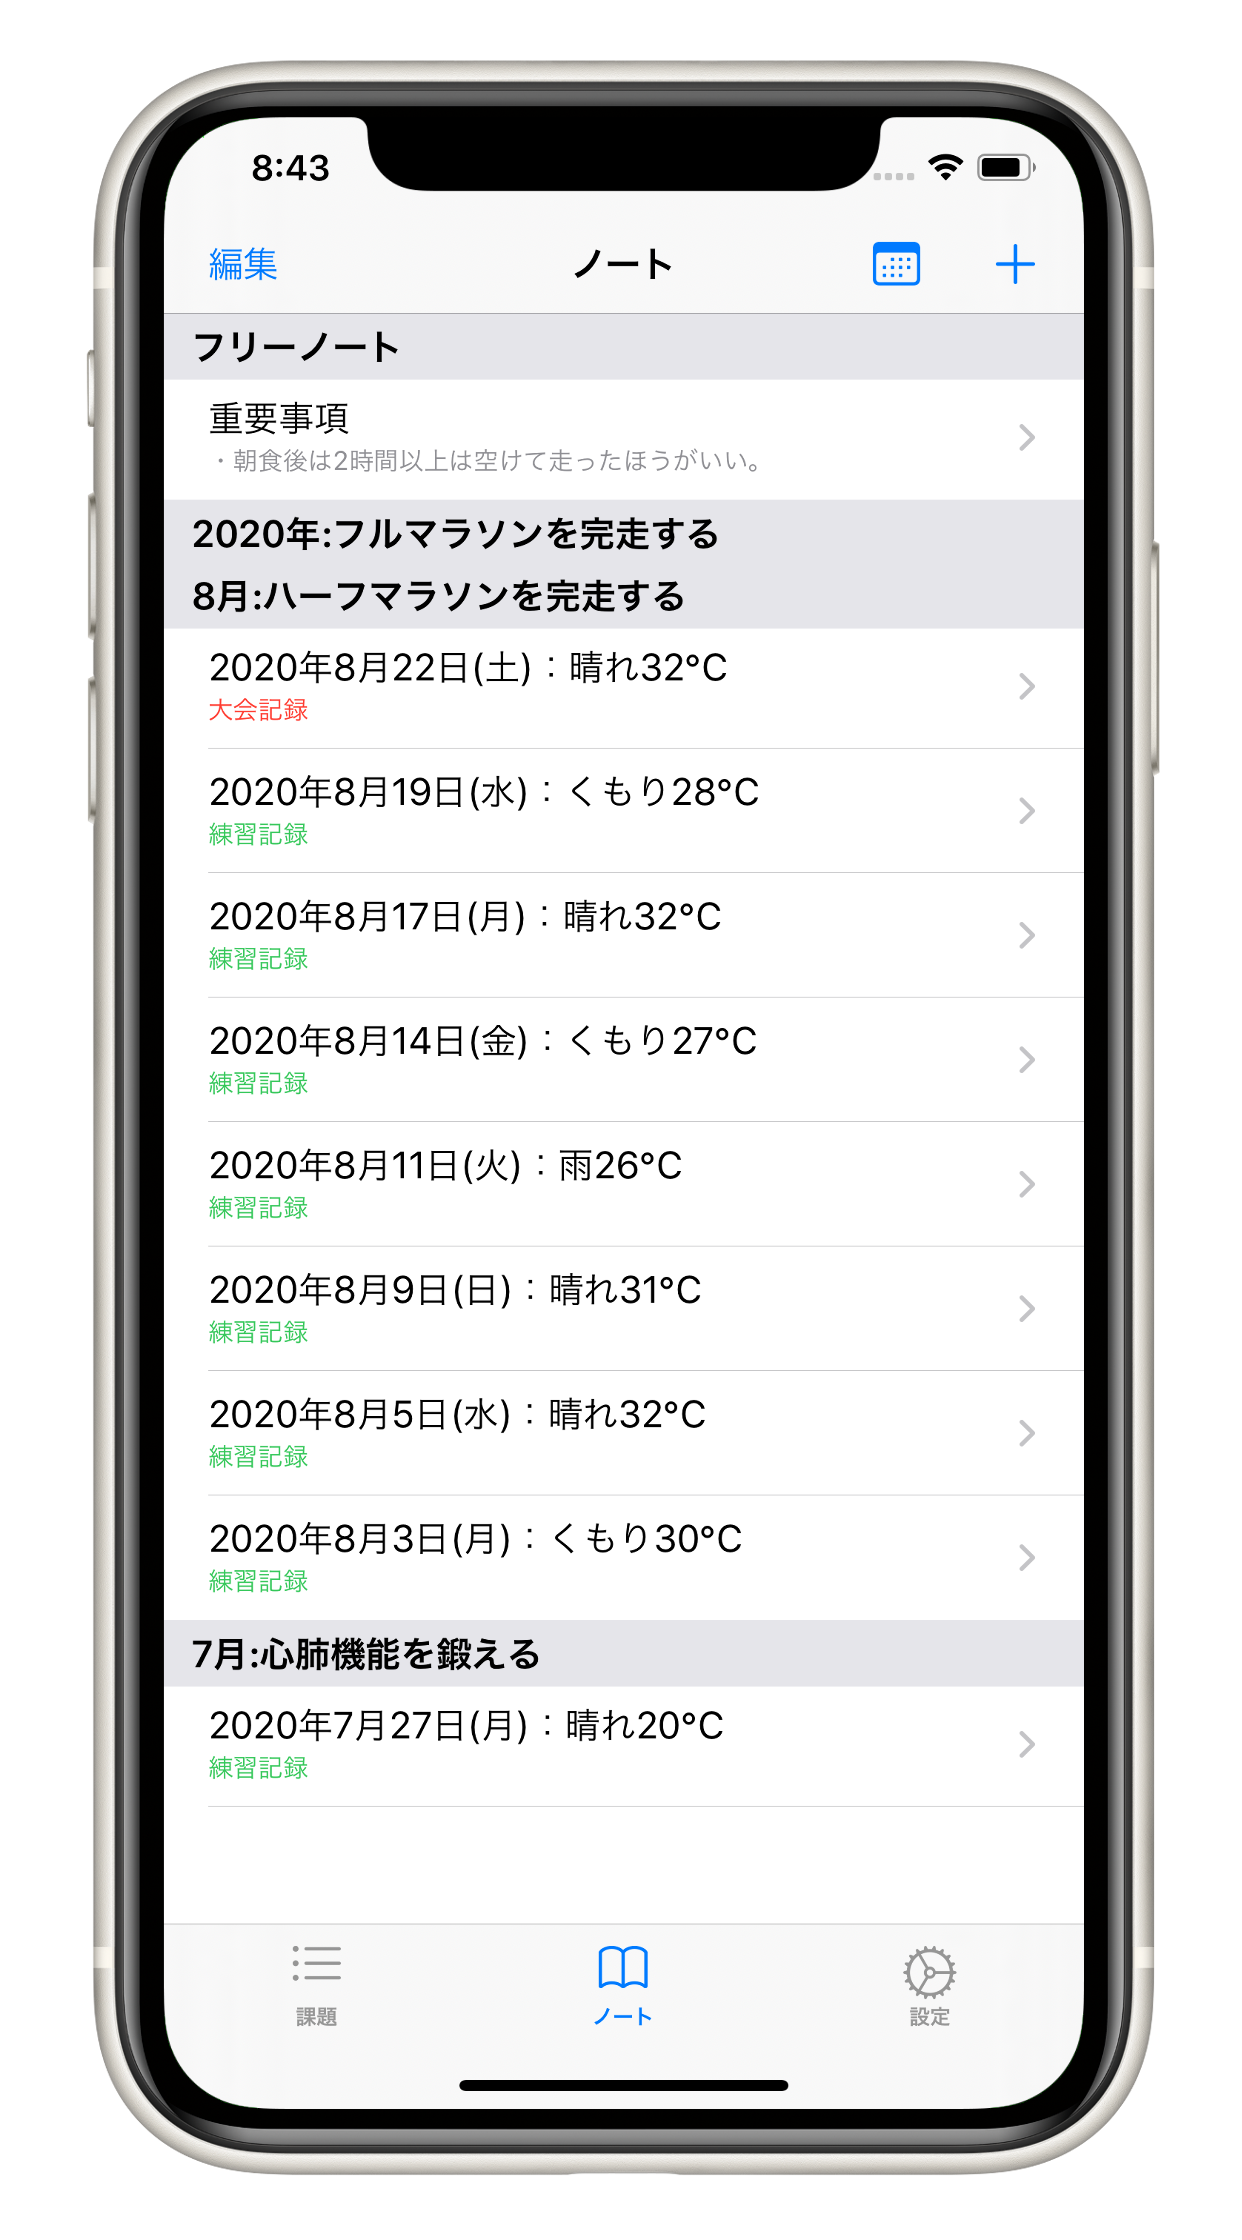 8:43
編集 ノート
フリーノート
重要事項
・朝食後は2時間以上は空けて走ったほうがいい。
2020年:フルマラソンを完走する
8月:ハーフマラソンを完走する
2020年8月22日(土)：晴れ32°C
大会記録
2020年8月19日(水)：くもり28°C
練習記録
2020年8月17日(月)：晴れ32°C
練習記録
2020年8月14日(金)：くもり27°C
練習記録
2020年8月11日(火)：雨26°C
練習記録
2020年8月9日(日)：晴れ31°C
練習記録
2020年8月5日(水)：晴れ32°C
練習記録
2020年8月3日(月)：くもり30°C
練習記録
7月:心肺機能を鍛える
2020年7月27日(月)：晴れ20°C
練習記録
課題 ノート 設定